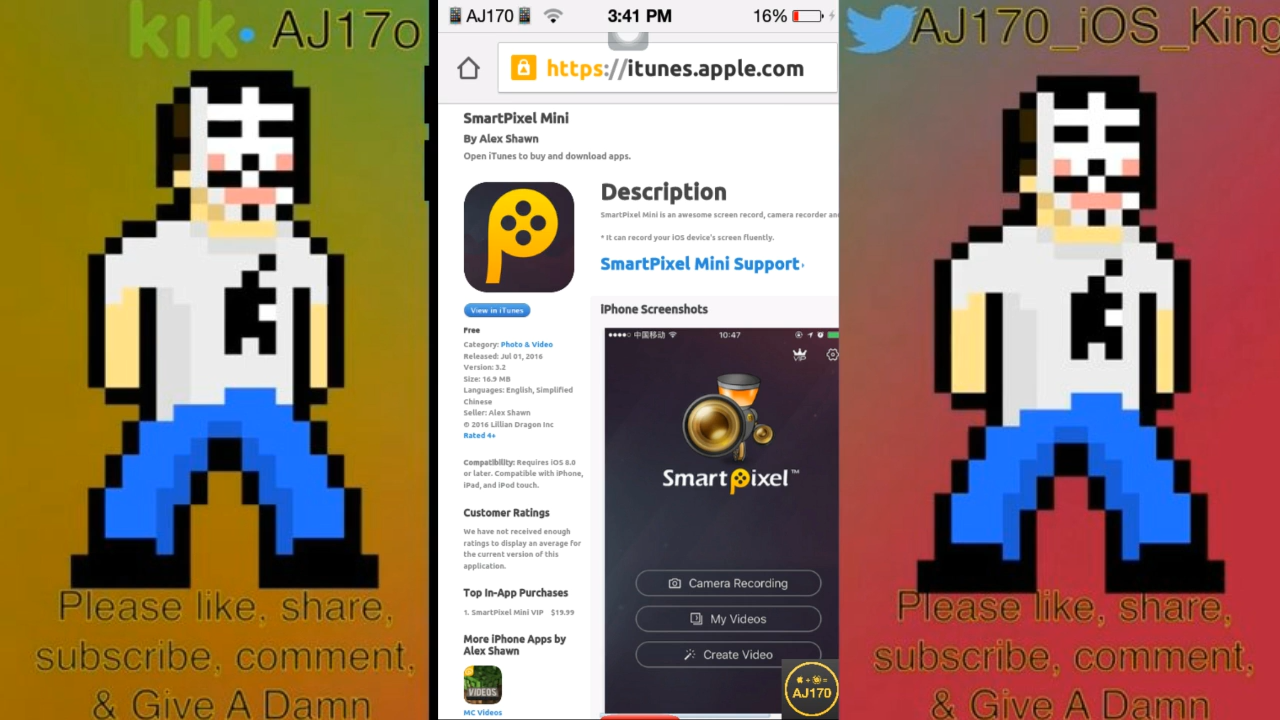 kik• AJ17o
Please like, share,
subscribe, comment,
& Give A Damn
AJ170
3:41 PM
16%
https://itunes.apple.com
SmartPixel Mini
By Alex Shawn
Open iTunes to buy and download apps.
View in iTunes
Free
Category: Photo & Video
Released: Jul 01, 2016
Version: 3.2
Size: 16.9 MB
Languages: English, Simplified
Chinese
Seller: Alex Shawn
© 2016 Lillian Dragon Inc
Rated 4+
Compatibility: Requires iOS 8.0
or later. Compatible with iPhone,
iPad, and iPod touch.
Customer Ratings
We have not received enough
ratings to display an average for
the current version of this
application.
Top In-App Purchases
1. SmartPixel Mini VIP $19.99
More iPhone Apps by
Alex Shawn
VIDEOS
MC Videos
Description
SmartPixel Mini is an awesome screen record, camera recorder and
* It can record your iOS device's screen fluently.
SmartPixel Mini Support
iPhone Screenshots
中国移动
10:47
VIP
SmartPixel™
Camera Recording
My Videos
Create Video
AJ170
AJ170_iOS_King
Please like, share,
subscribe, comment,
& Give A Damn